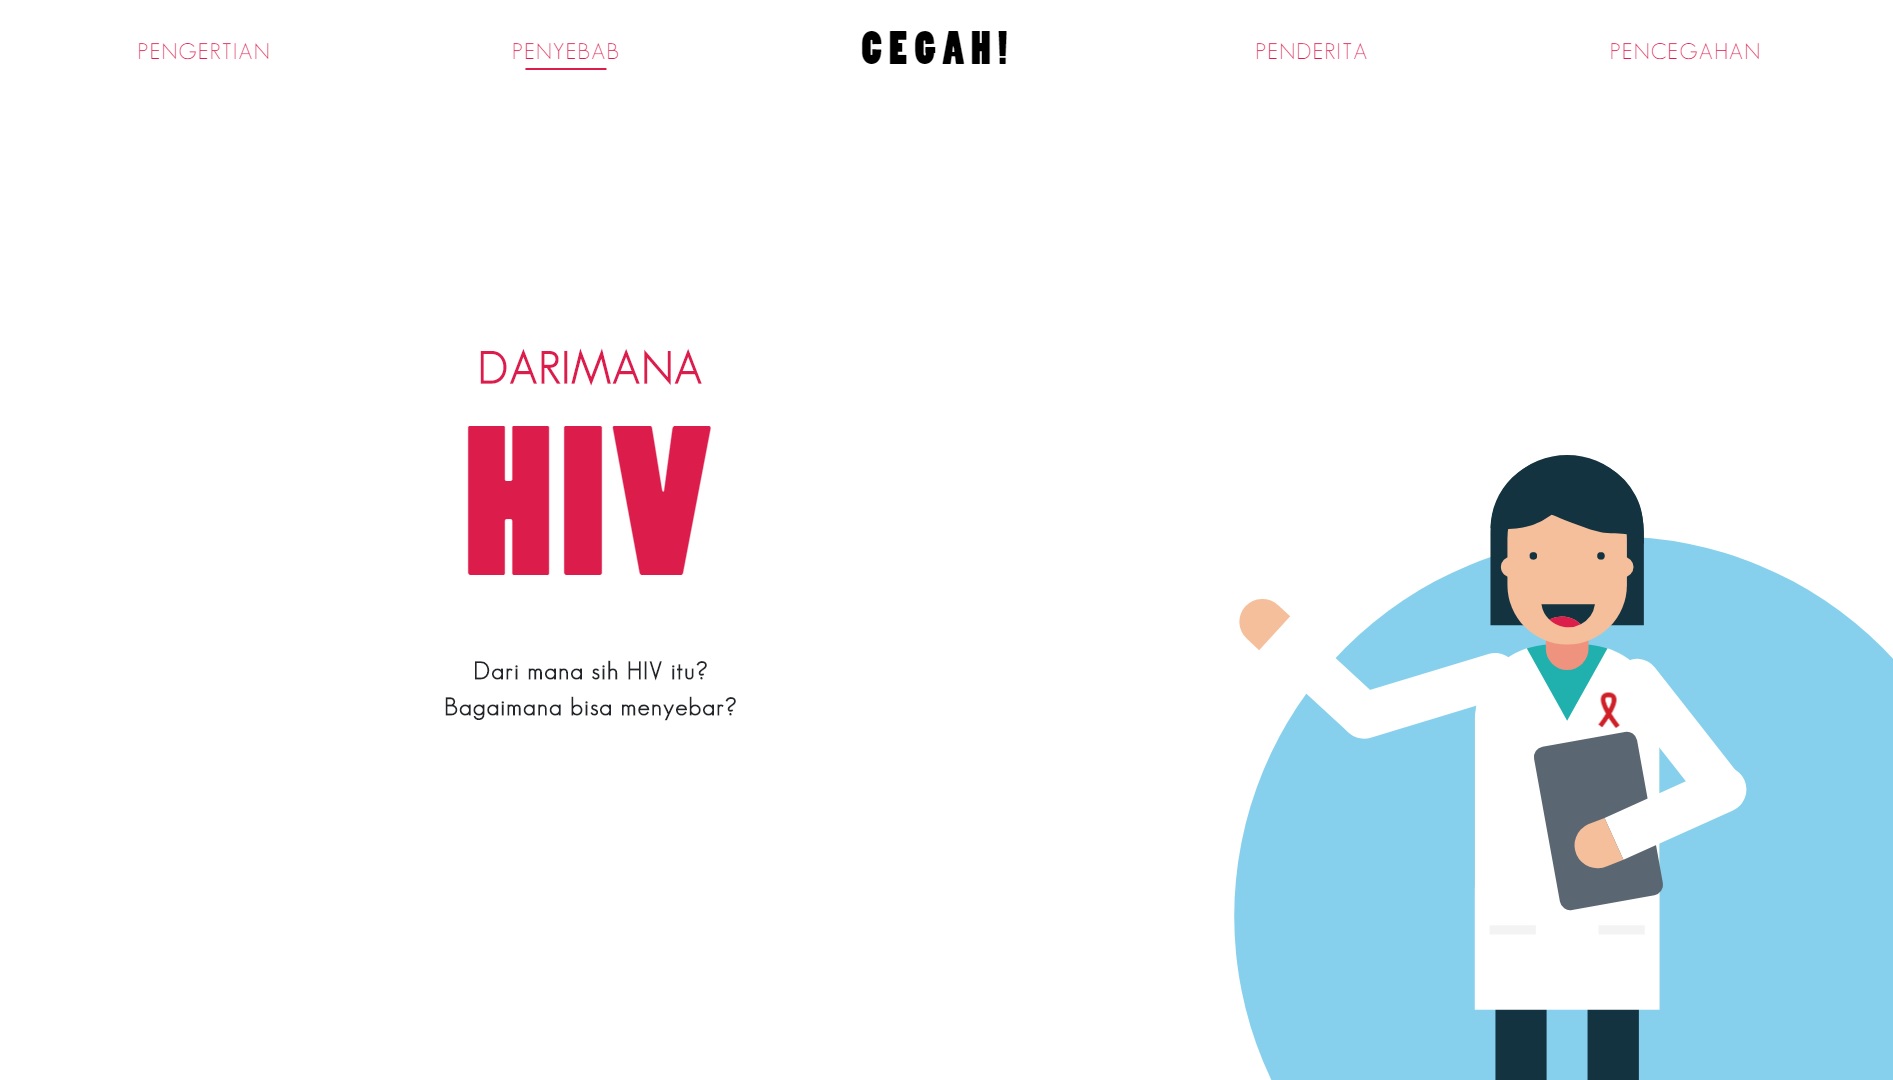 PENGERTIAN
PENYEBAB
CEGAH!
PENDERITA
PENCEGAHAN
DARIMANA
HIV
Dari mana sih HIV itu?
Bagaimana bisa menyebar?